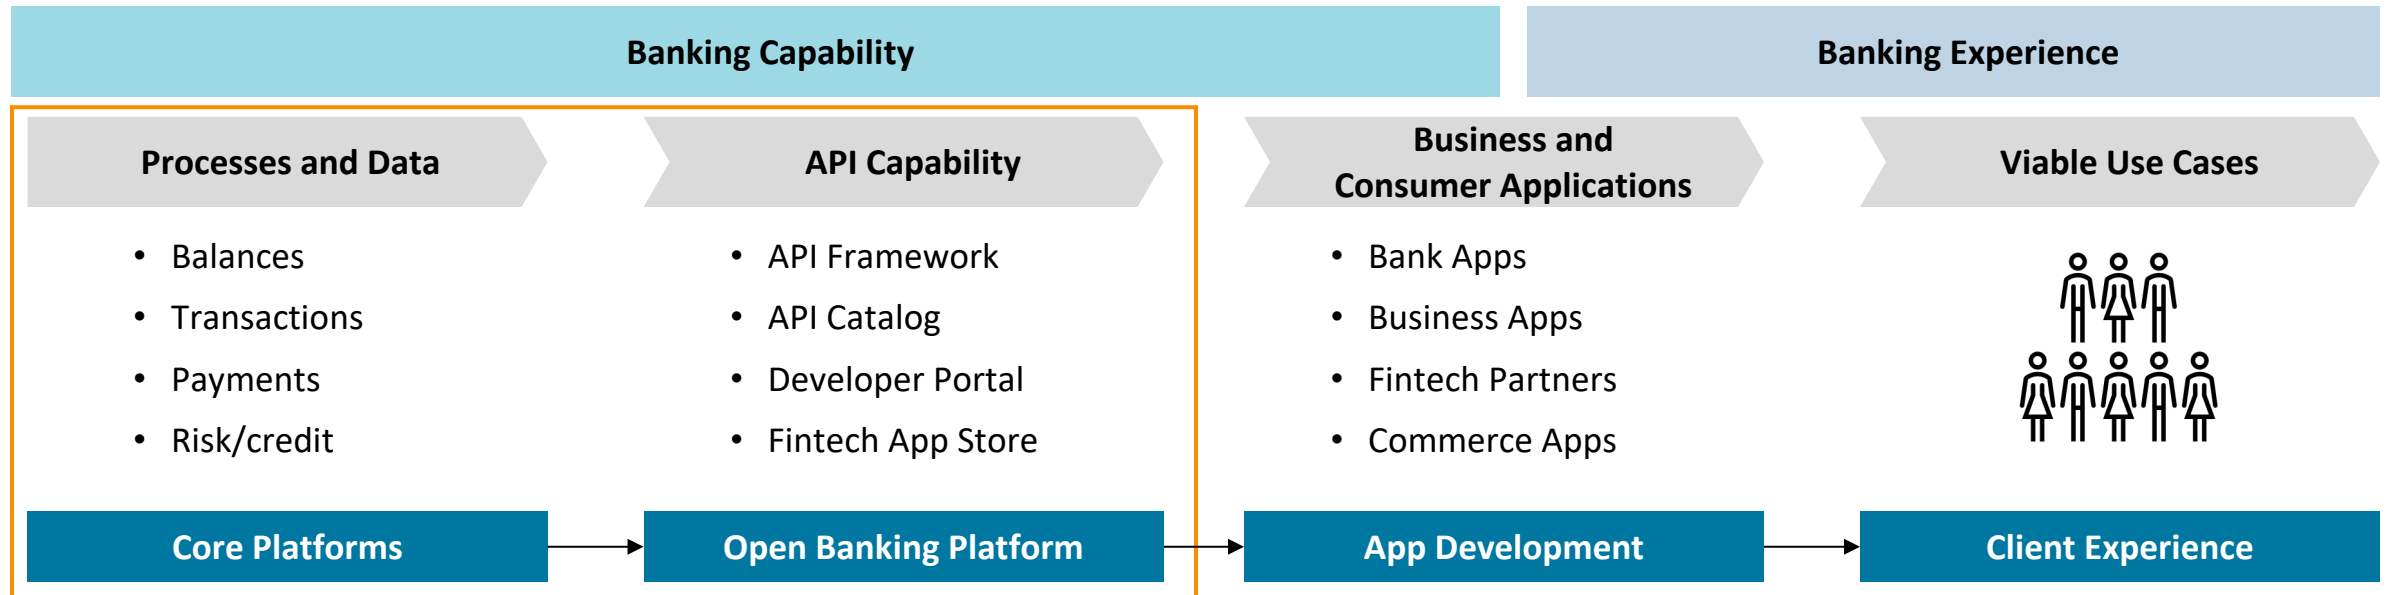 Banking Capability
Banking Experience
Processes and Data
API Capability
Business and
Consumer Applications
Viable Use Cases
• Balances
• Transactions
• Payments
• Risk/credit
• API Framework
• API Catalog
• Developer Portal
• Fintech App Store
• Bank Apps
• Business Apps
• Fintech Partners
• Commerce Apps
Core Platforms
Open Banking Platform
App Development
Client Experience